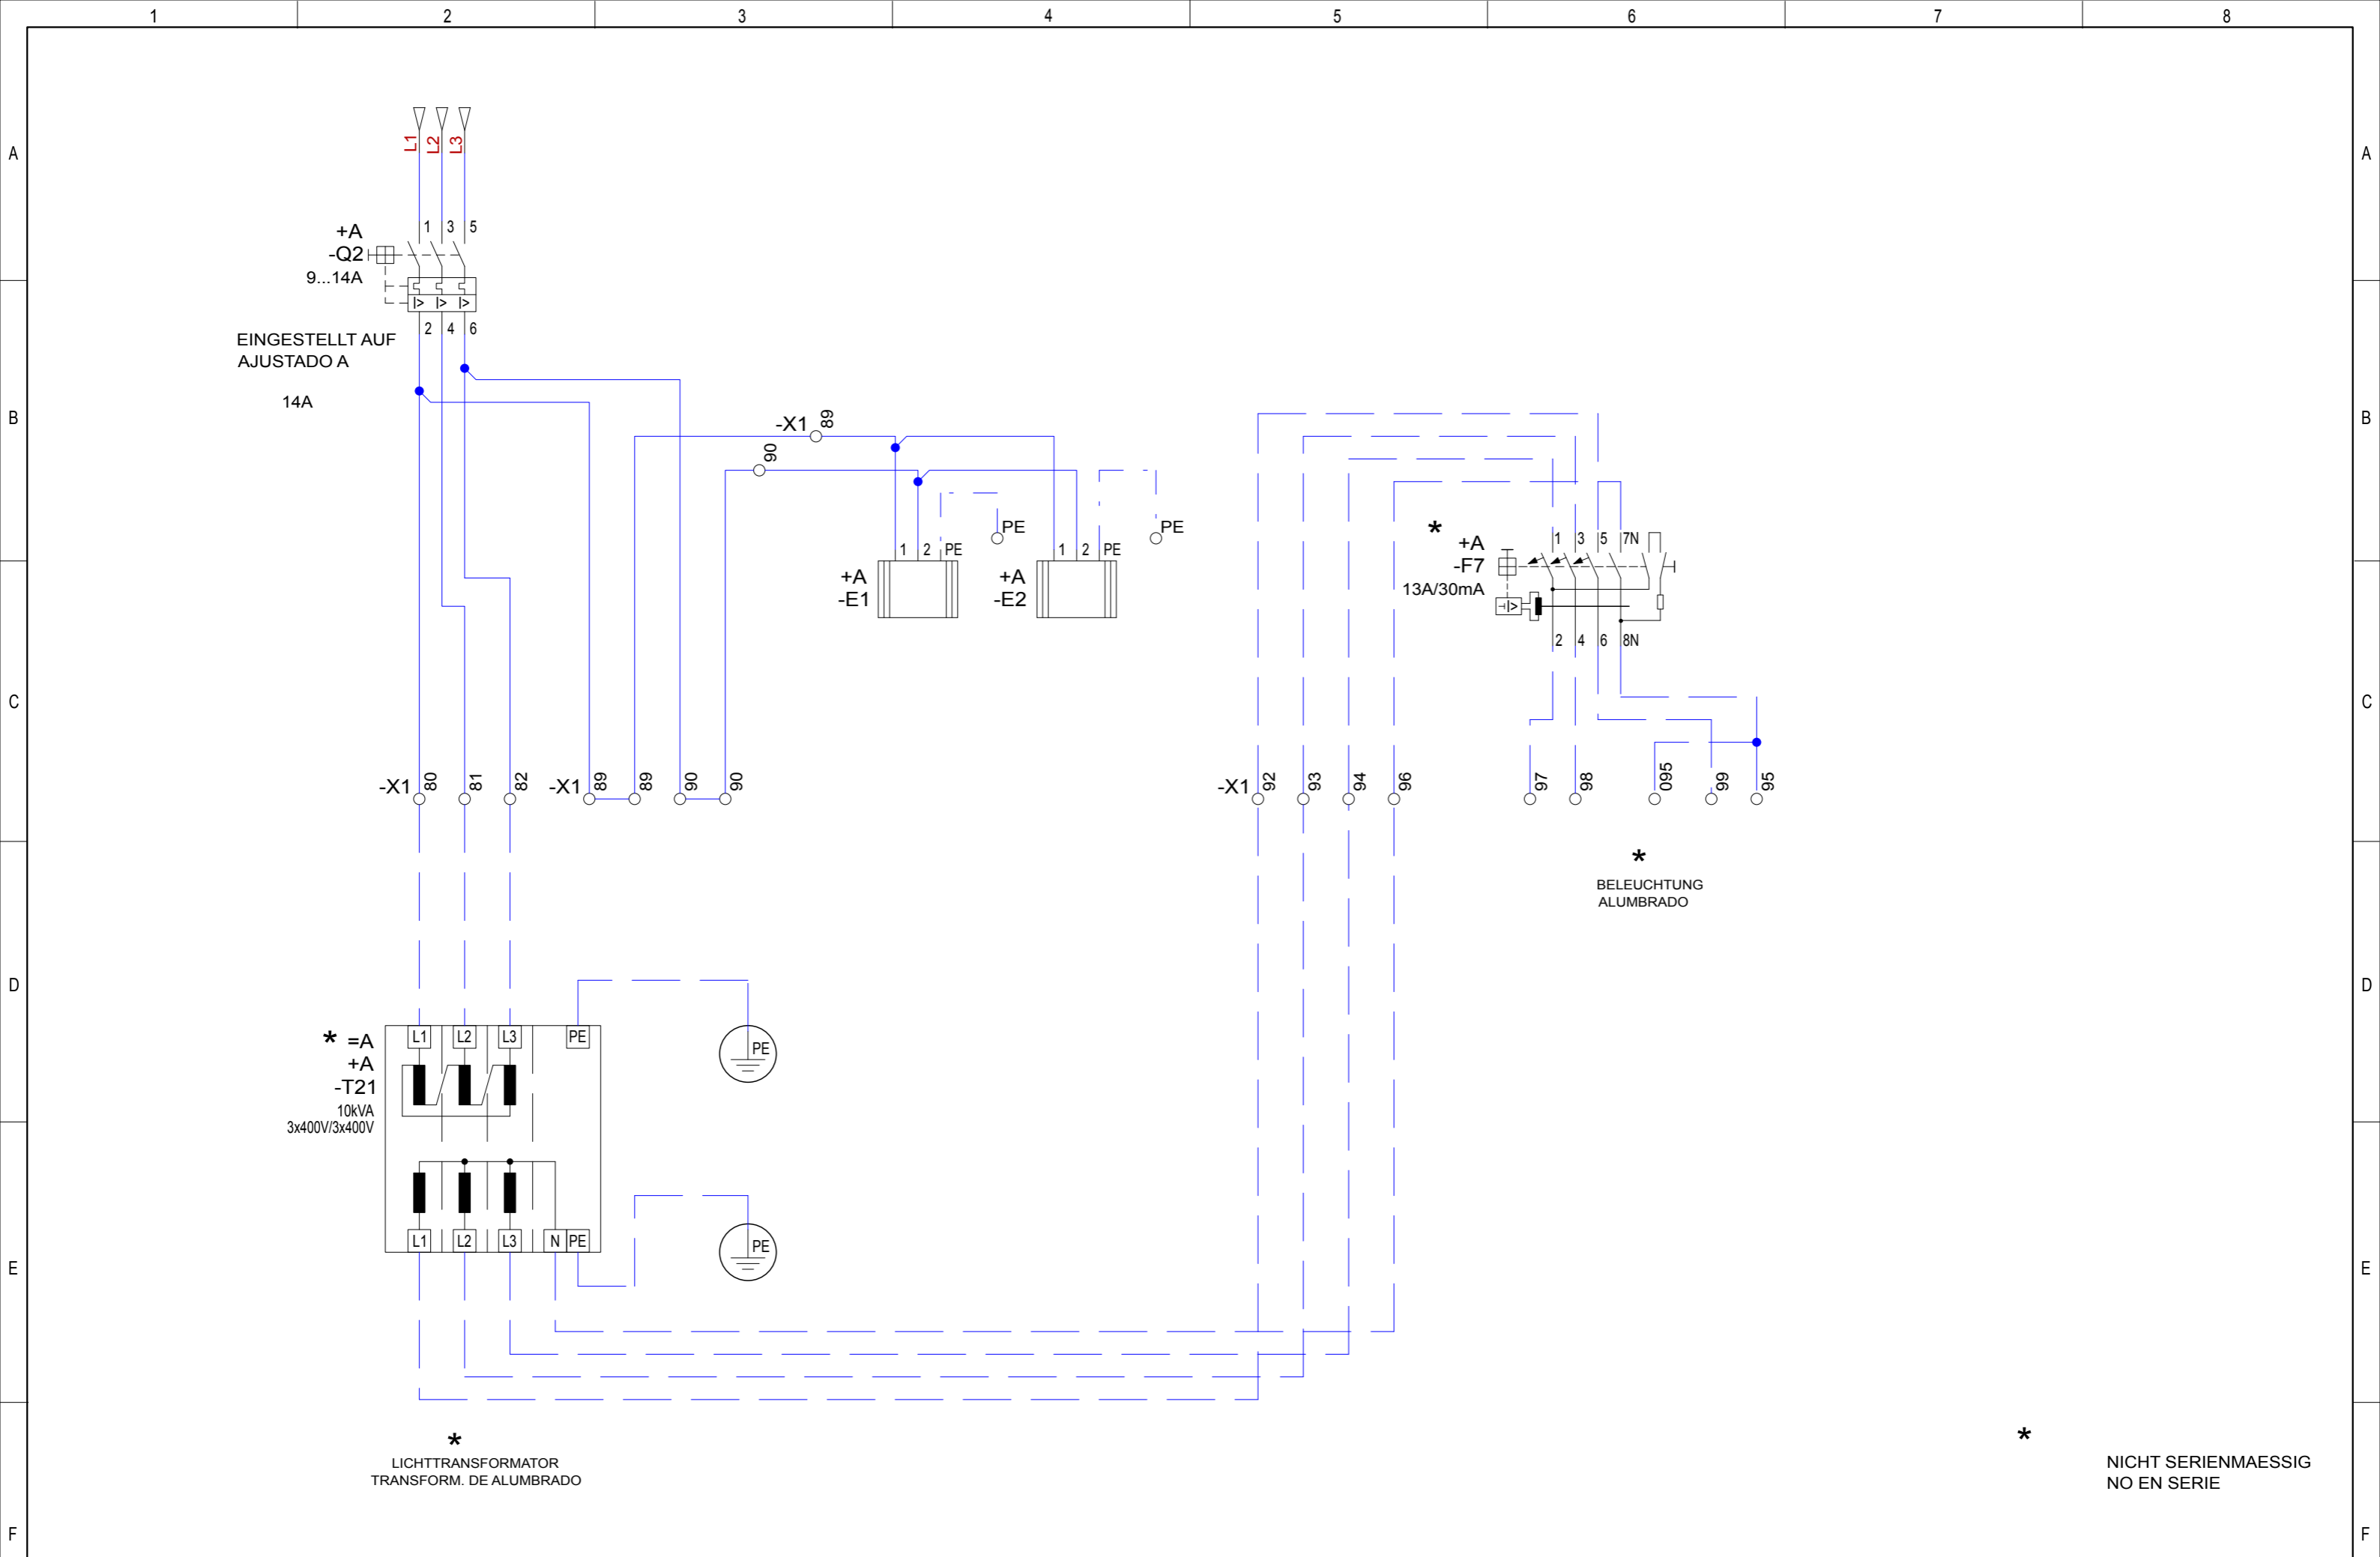 1 2 3 4 5 6 7 8
A A
L1 L2 L3
+A
-Q2
9...14A
1 3 5
I> I> I>
2 4 6
EINGESTELLT AUF
AJUSTADO A
14A
B B
-X1 89
90
PE PE
1 2 PE
+A
-E1
1 2 PE
+A
-E2
*
+A
-F7
13A/30mA
1 3 5 7N
I>
2 4 6 8N
C C
-X1 80 81 82
-X1 89 89 90 90
-X1 92 93 94 96
97 98 095 99 95
*
BELEUCHTUNG
ALUMBRADO
D D
* =A
+A
-T21
10kVA
3x400V/3x400V
L1 L2 L3 PE
PE
L1 L2 L3 N PE
PE
E E
*
LICHTTRANSFORMATOR
TRANSFORM. DE ALUMBRADO
*
NICHT SERIENMAESSIG
NO EN SERIE
F F